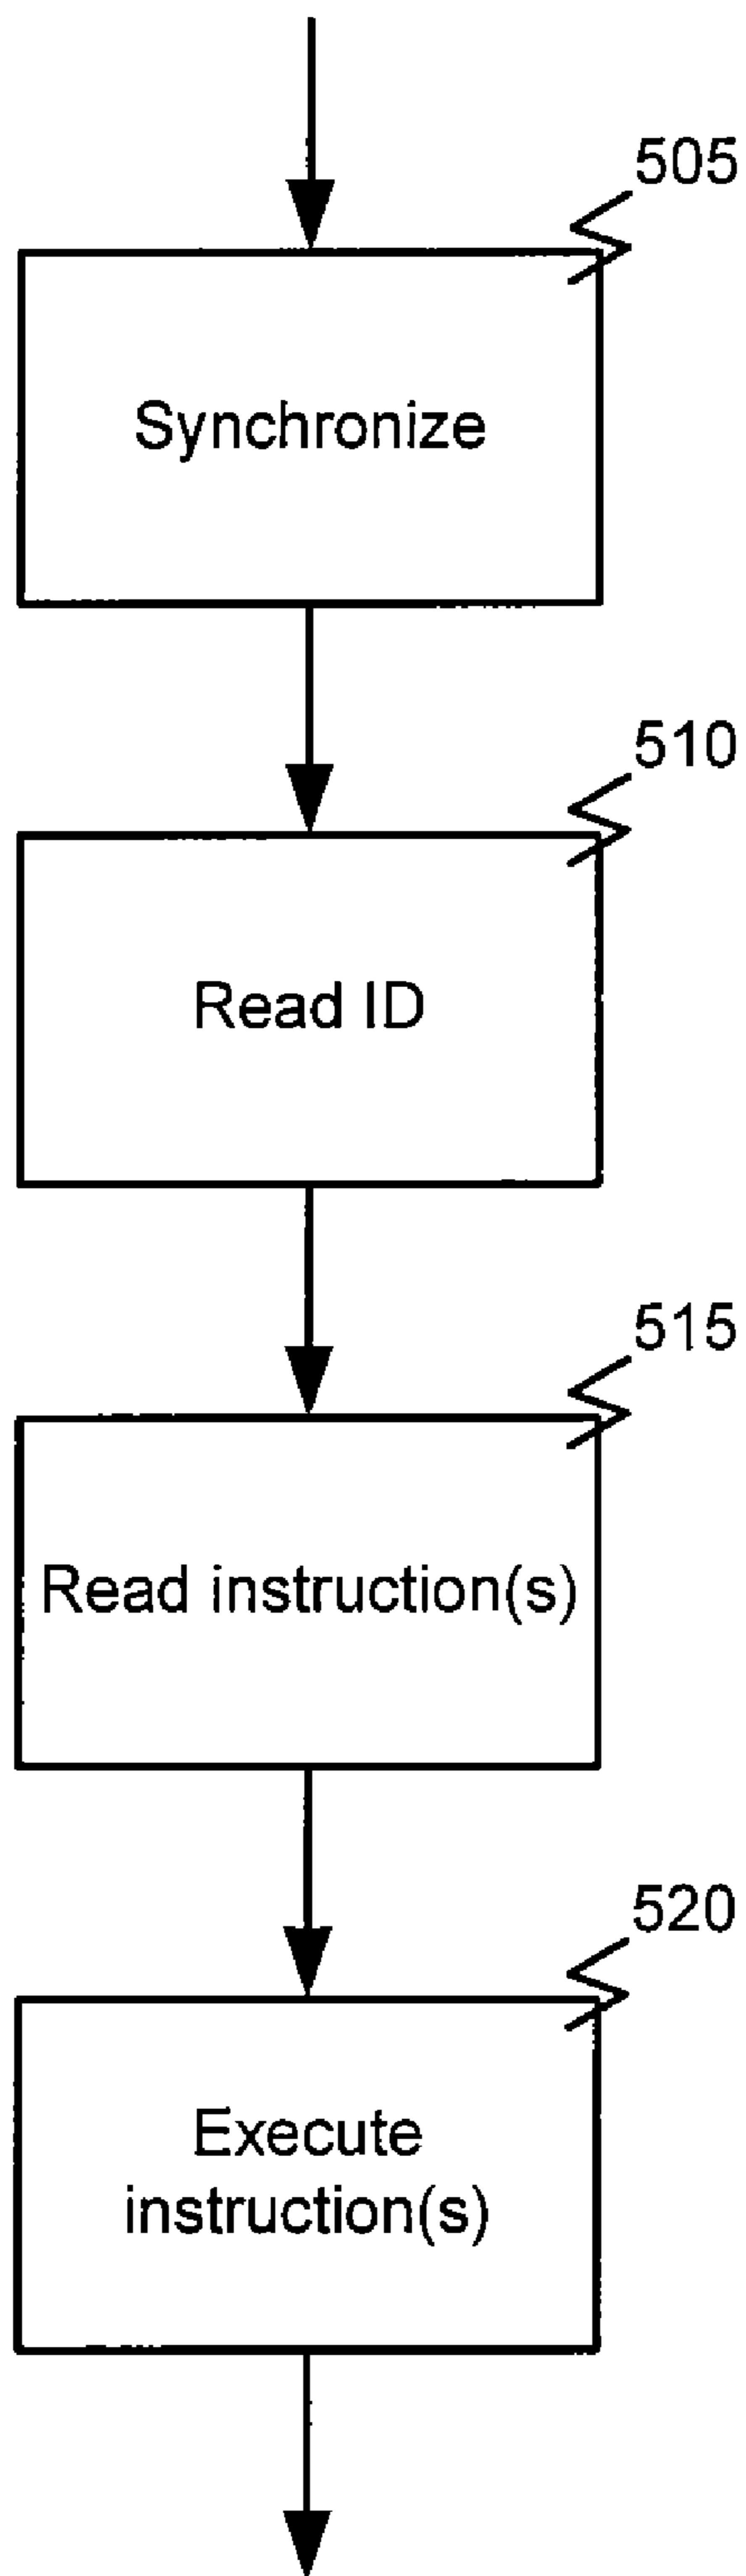 505
Synchronize
510
Read ID
515
Read instruction(s)
520
Execute
instruction(s)